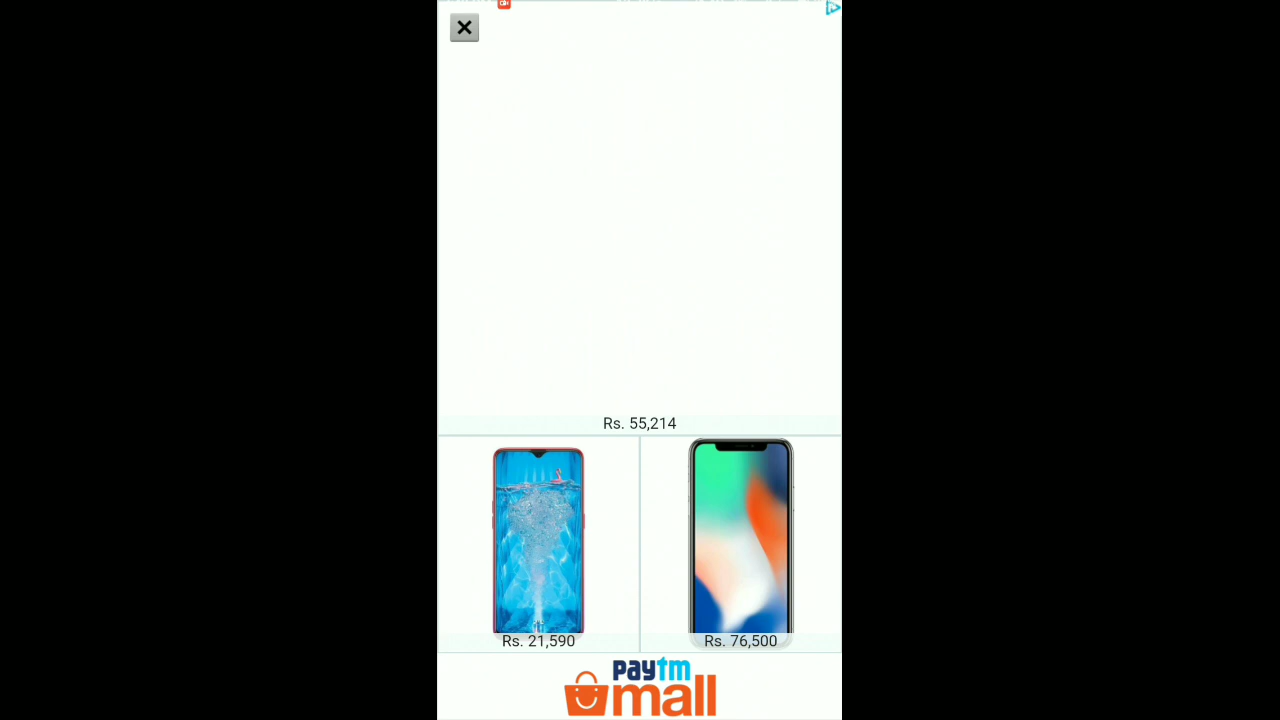 Rs. 55,214
Rs. 21,590
Rs. 76,500
paytm
mall